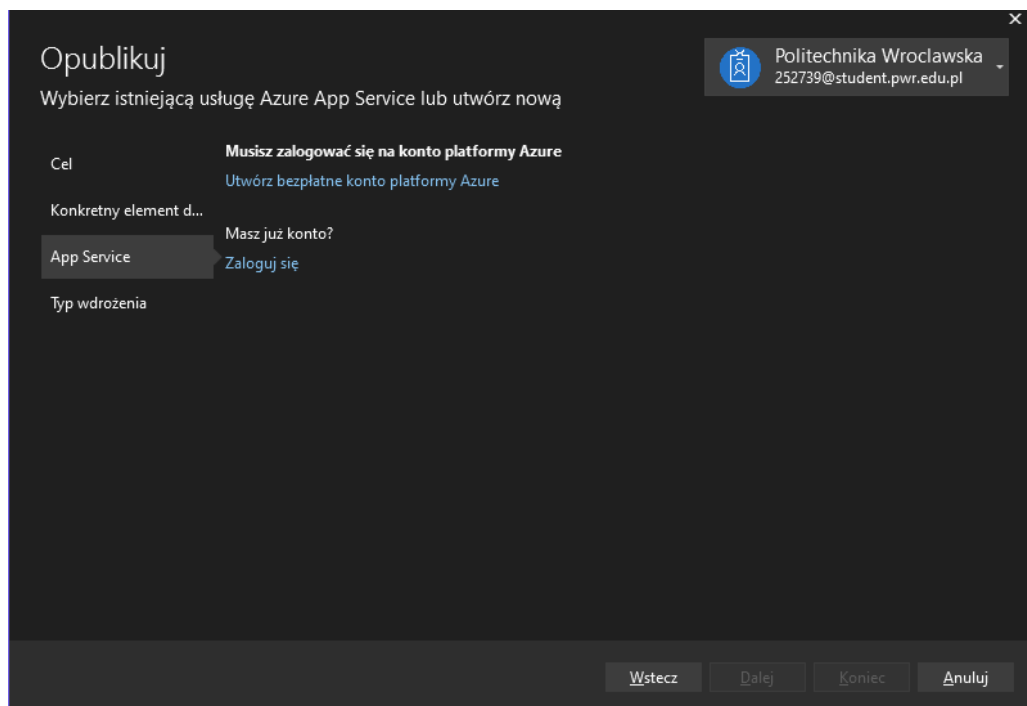 Opublikuj
Wybierz istniejącą usługę Azure App Service lub utwórz nową
Politechnika Wroclawska
252739@student.pwr.edu.pl
Cel
Konkretny element d...
App Service
Typ wdrożenia
Musisz zalogować się na konto platformy Azure
Utwórz bezpłatne konto platformy Azure
Masz już konto?
Zaloguj się
Wstecz
Dalej
Koniec
Anuluj